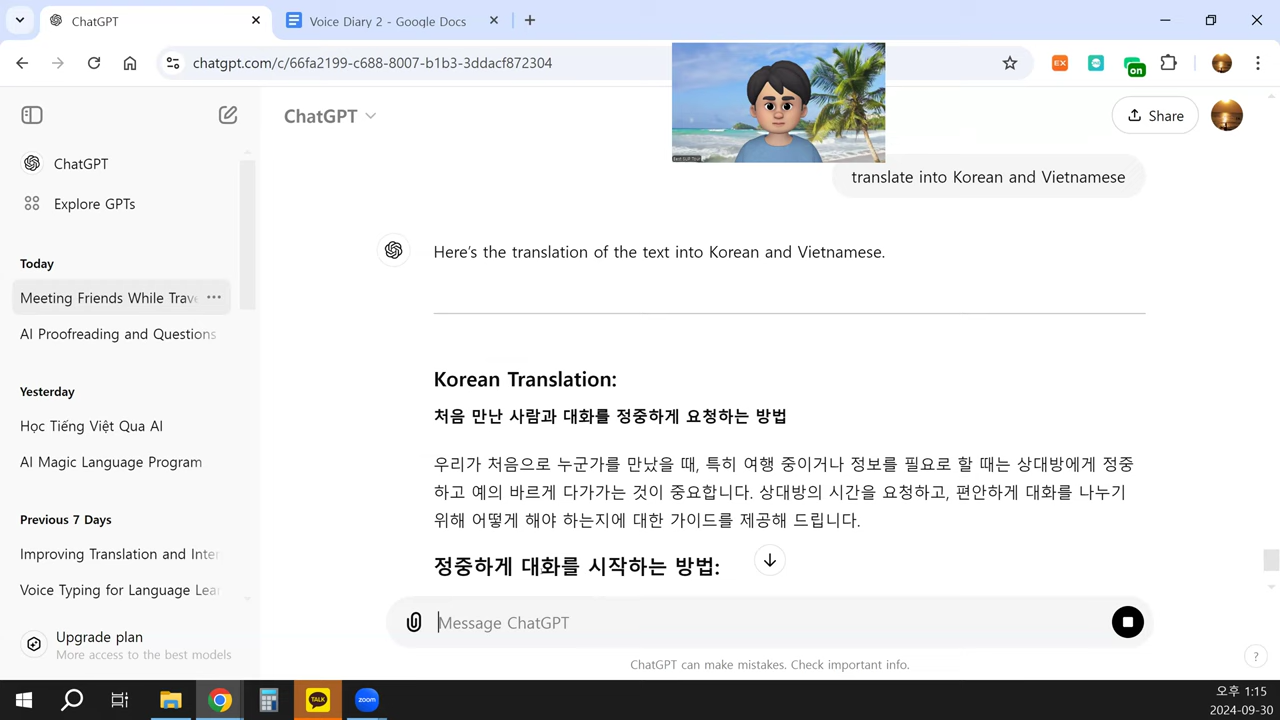 ChatGPT
Voice Diary 2 - Google Docs
chatgpt.com/c/66fa2199-c688-8007-b1b3-3ddacf872304
EX
on
ChatGPT
Share
ChatGPT
Explore GPTs
Today
Meeting Friends While Trave
AI Proofreading and Questions
Yesterday
Học Tiếng Việt Qua AI
AI Magic Language Program
Previous 7 Days
Improving Translation and Inter
Voice Typing for Language Lear
Upgrade plan
More access to the best models
translate into Korean and Vietnamese
Here's the translation of the text into Korean and Vietnamese.
Korean Translation:
처음 만난 사람과 대화를 정중하게 요청하는 방법
우리가 처음으로 누군가를 만났을 때, 특히 여행 중이거나 정보를 필요로 할 때는 상대방에게 정중
하고 예의 바르게 다가가는 것이 중요합니다. 상대방의 시간을 요청하고, 편안하게 대화를 나누기
위해 어떻게 해야 하는지에 대한 가이드를 제공해 드립니다.
정중하게 대화를 시작하는 방법:
Message ChatGPT
ChatGPT can make mistakes. Check important info.
?
TALK
zoom
오후 1:15
2024-09-30